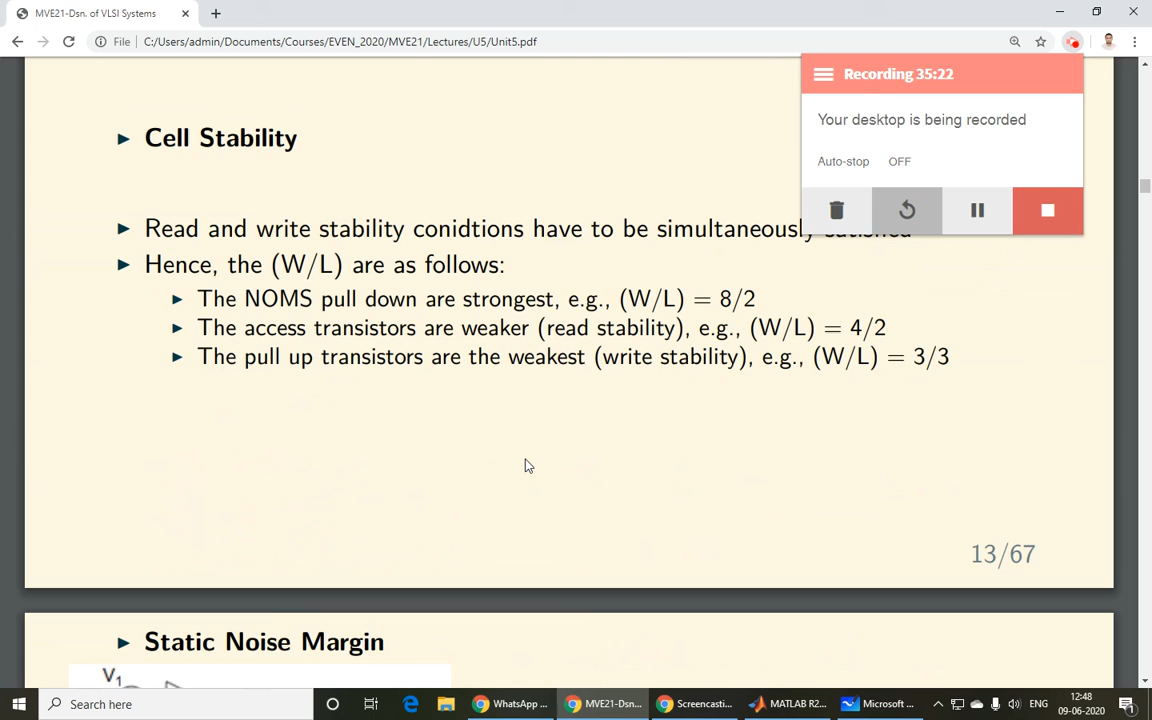 MVE21-Dsn. of VLSI Systems
File C:/Users/admin/Documents/Courses/EVEN_2020/MVE21/Lectures/U5/Unit5.pdf
Recording 35:22
Your desktop is being recorded
Auto-stop OFF
Cell Stability
Read and write stability conidtions have to be simultaneously satisfied
Hence, the (W/L) are as follows:
The NOMS pull down are strongest, e.g., (W/L) = 8/2
The access transistors are weaker (read stability), e.g., (W/L) = 4/2
The pull up transistors are the weakest (write stability), e.g., (W/L) = 3/3
13/67
Static Noise Margin
V1
Search here
WhatsApp ...
MVE21-Dsn...
Screencasti...
MATLAB R2...
Microsoft ...
ENG
12:48
09-06-2020
1